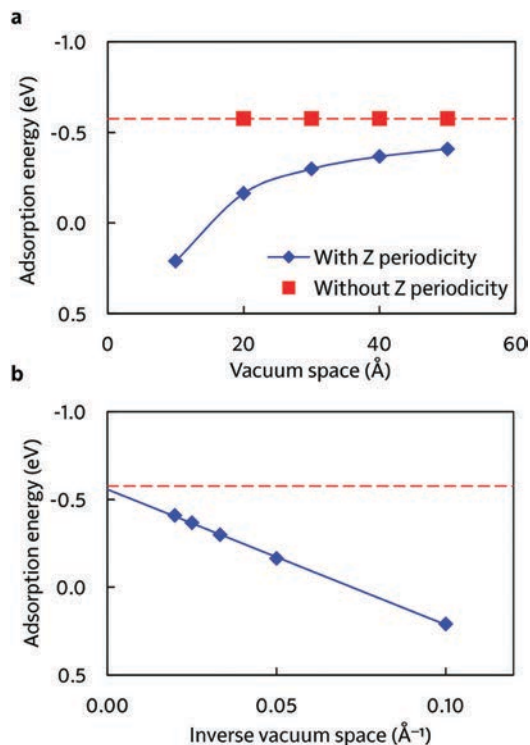 a
-1.0
-0.5
0.0
0.5
Adsorption energy (eV)
With Z periodicity
Without Z periodicity
0 20 40 60
Vacuum space (Å)
b
-1.0
-0.5
0.0
0.5
Adsorption energy (eV)
0.00 0.05 0.10
Inverse vacuum space (Å⁻¹)